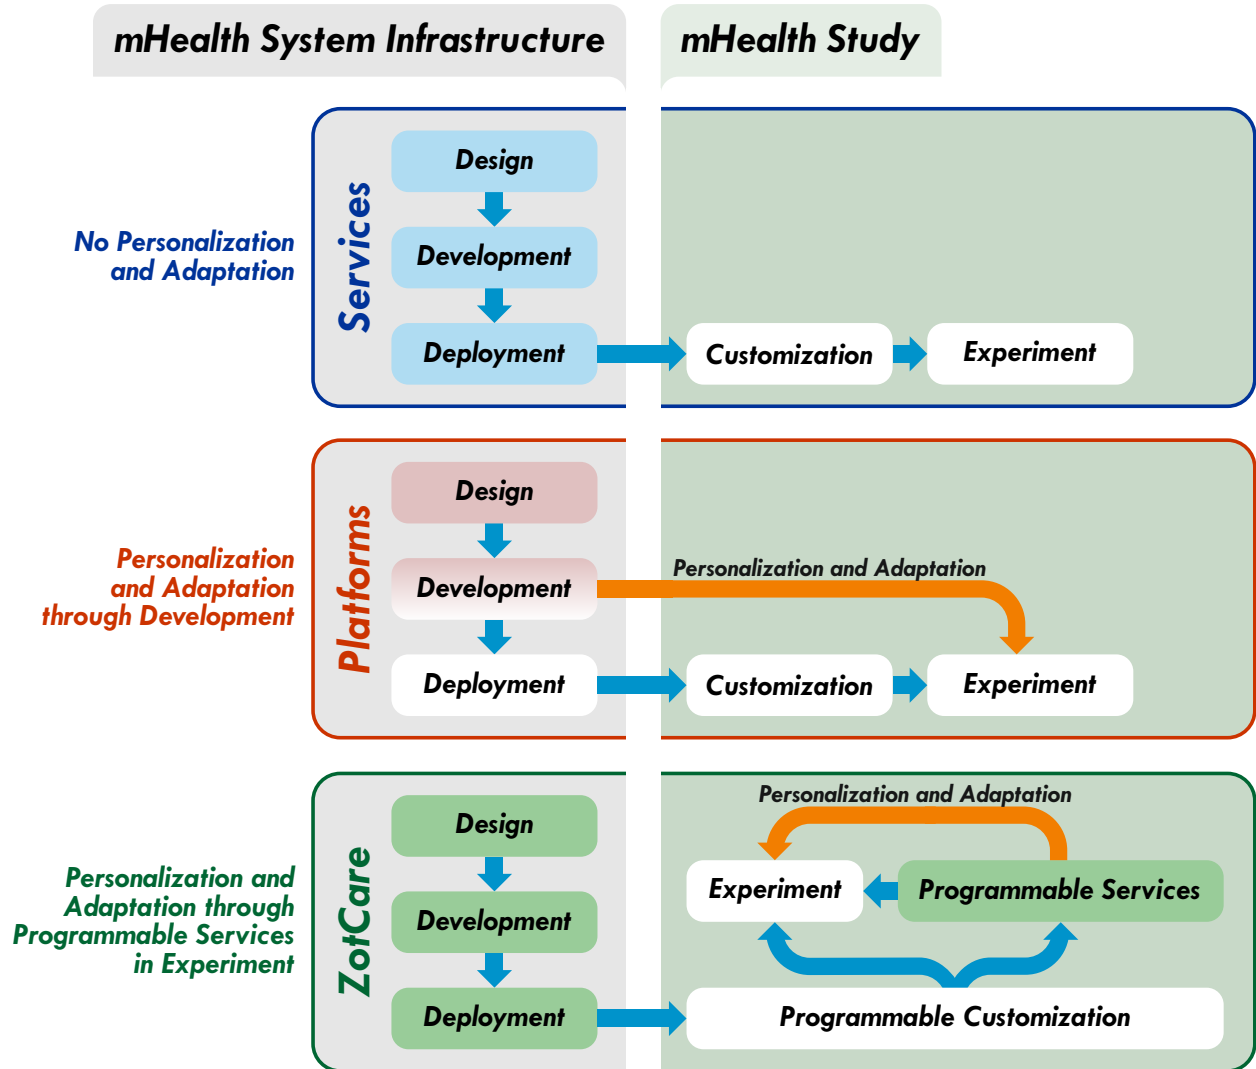 mHealth System Infrastructure
mHealth Study
No Personalization
and Adaptation
Services
Design
Development
Deployment
Customization
Experiment
Personalization
and Adaptation
through Development
Platforms
Design
Development
Deployment
Personalization and Adaptation
Customization
Experiment
Personalization and
Adaptation through
Programmable Services
in Experiment
ZotCare
Design
Development
Deployment
Personalization and Adaptation
Experiment
Programmable Services
Programmable Customization